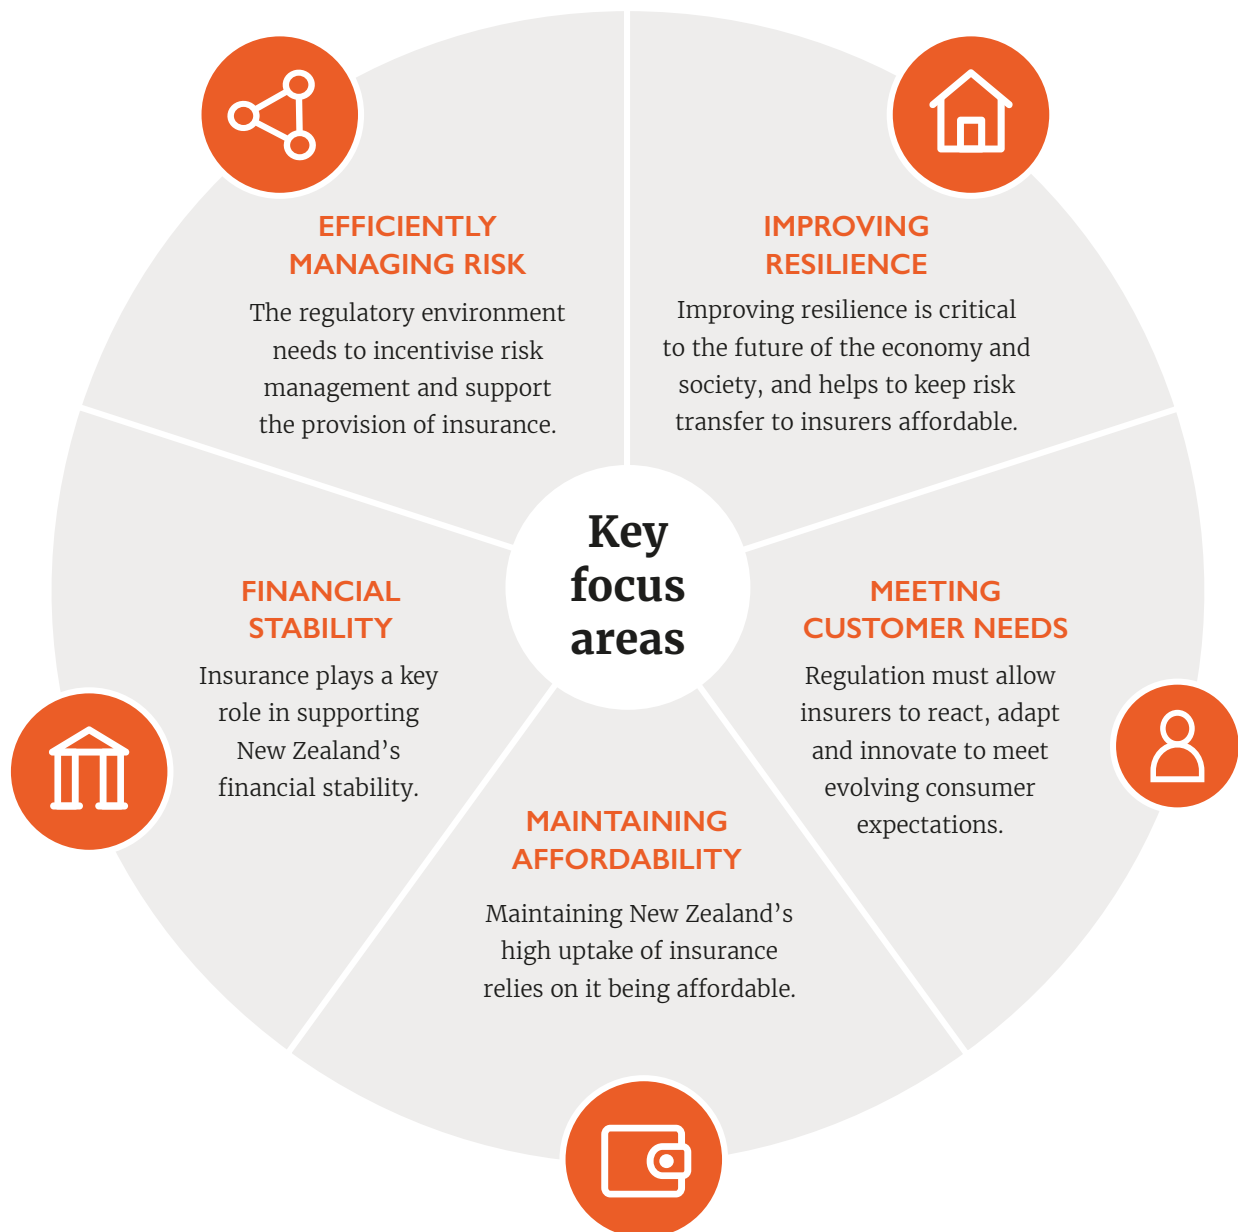 EFFICIENTLY
MANAGING RISK
The regulatory environment
needs to incentivise risk
management and support
the provision of insurance.
IMPROVING
RESILIENCE
Improving resilience is critical
to the future of the economy and
society, and helps to keep risk
transfer to insurers affordable.
Key
focus
areas
FINANCIAL
STABILITY
Insurance plays a key
role in supporting
New Zealand’s
financial stability.
MEETING
CUSTOMER NEEDS
Regulation must allow
insurers to react, adapt
and innovate to meet
evolving consumer
expectations.
MAINTAINING
AFFORDABILITY
Maintaining New Zealand’s
high uptake of insurance
relies on it being affordable.